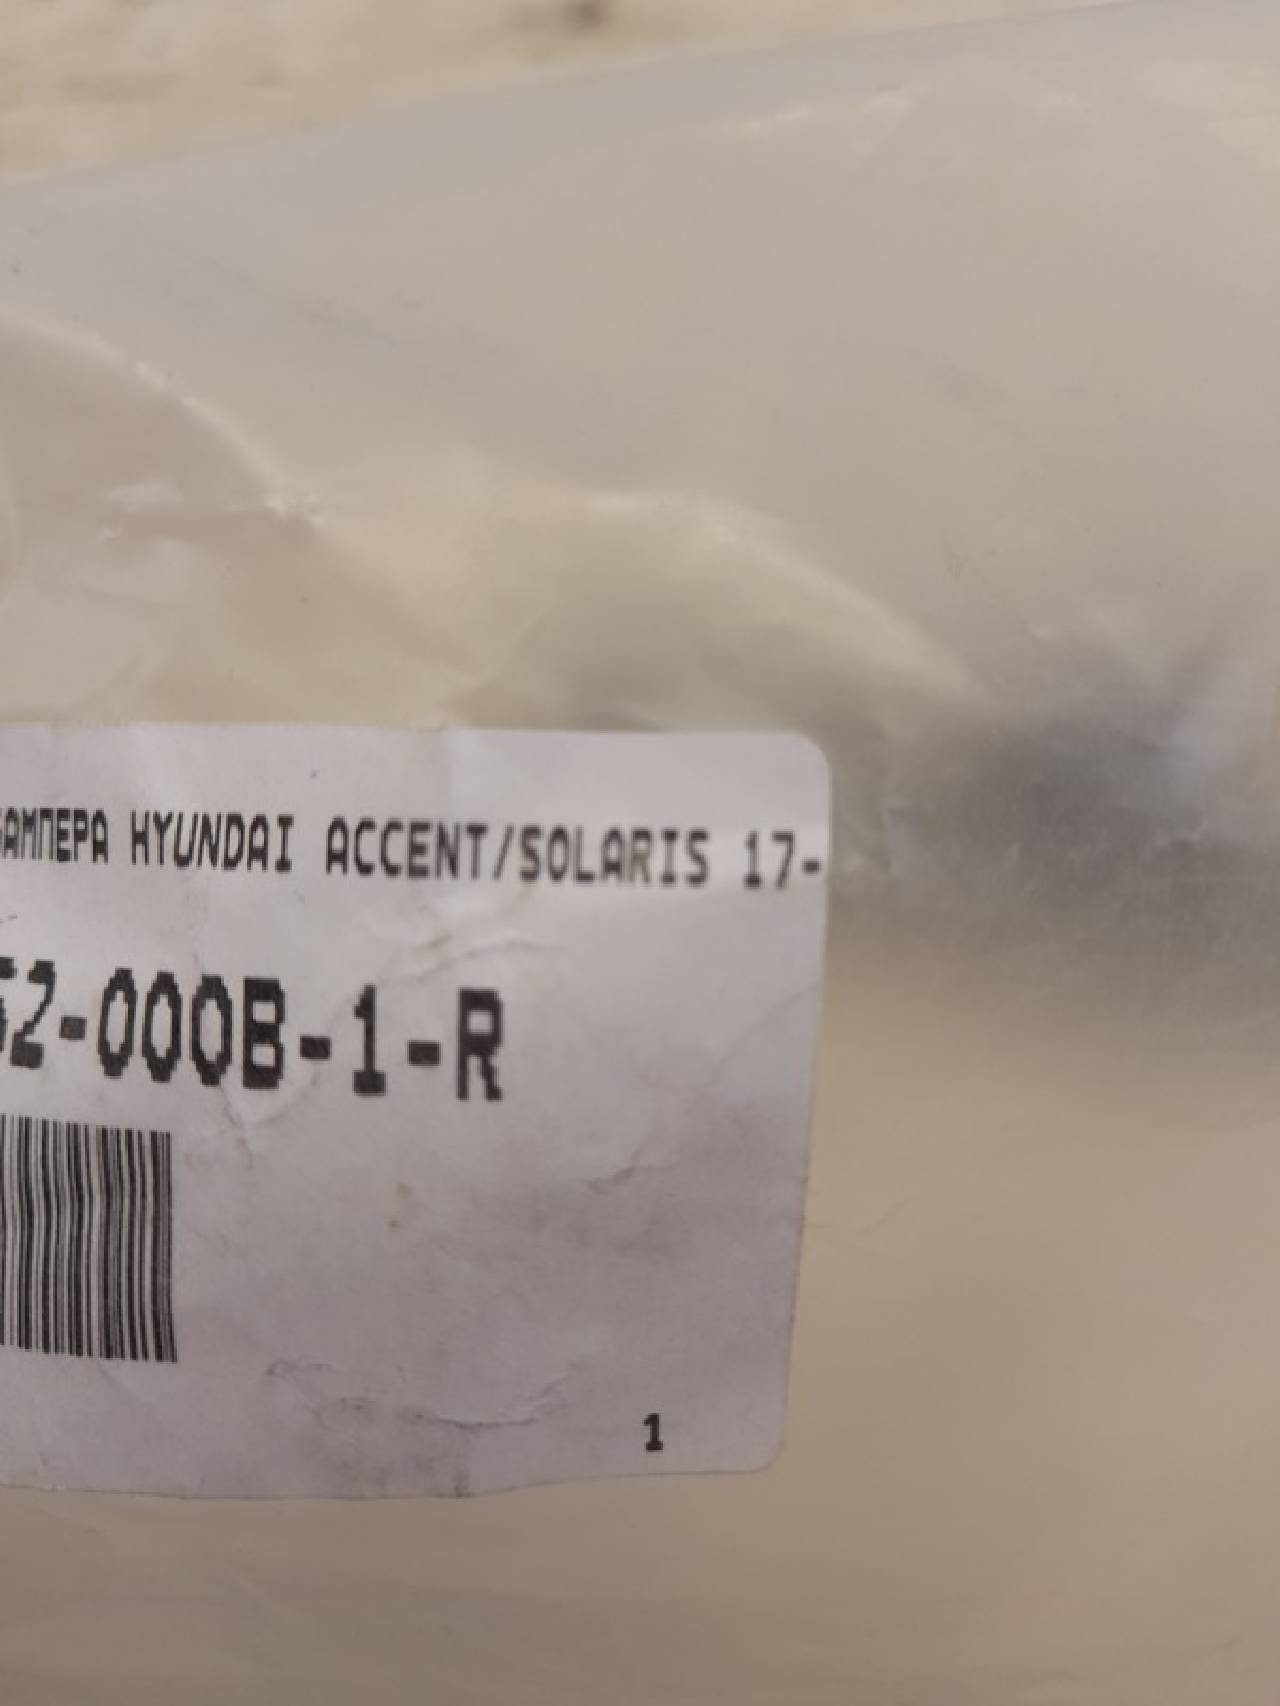 БАМПЕРА HYUNDAI ACCENT/SOLARIS 17-
52-000B-1-R
1